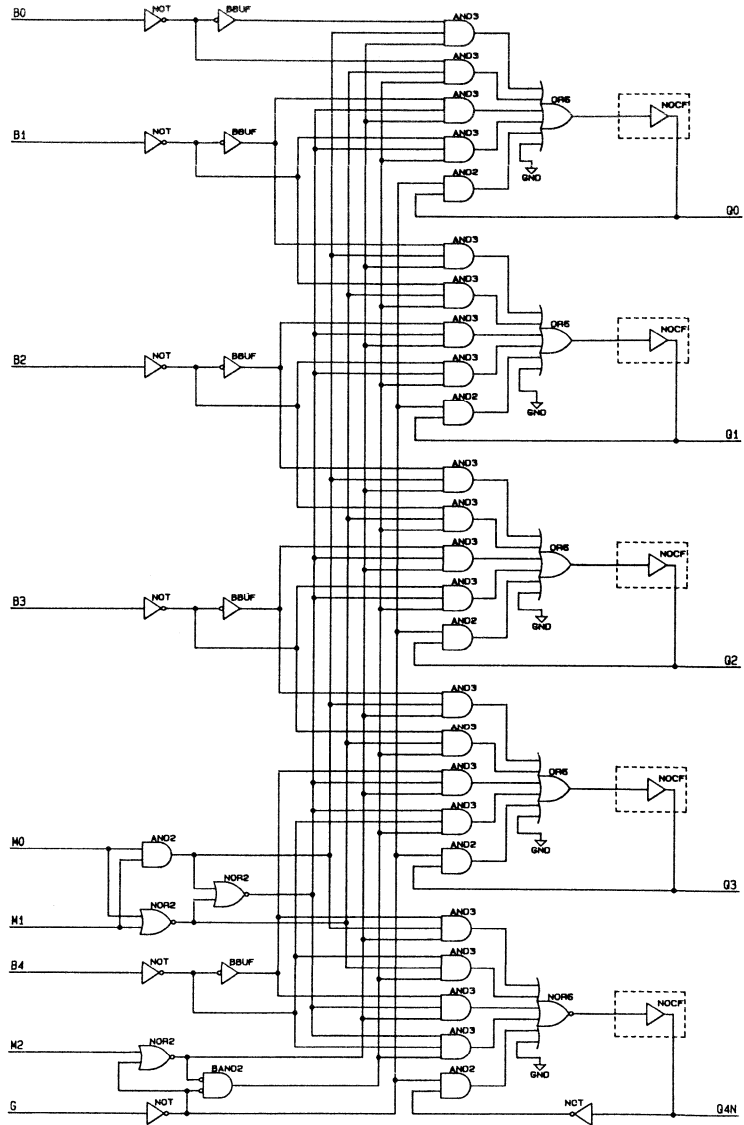 B0
NOT
BBUF
AND3
AND3
AND3
OR6
NOCF
B1
NOT
BBUF
AND3
AND2
GND
Q0
AND3
AND3
AND3
OR6
NOCF
B2
NOT
BBUF
AND3
AND2
GND
Q1
AND3
AND3
AND3
OR6
NOCF
B3
NOT
BBUF
AND3
AND2
GND
Q2
AND3
AND3
AND3
OR6
NOCF
M0
AND2
AND3
AND2
GND
NOR2
Q3
M1
NOR2
AND3
B4
NOT
BBUF
AND3
AND3
NOR6
NOCF
M2
NOR2
AND3
BAND2
AND2
GND
G
NOT
NOT
Q4N